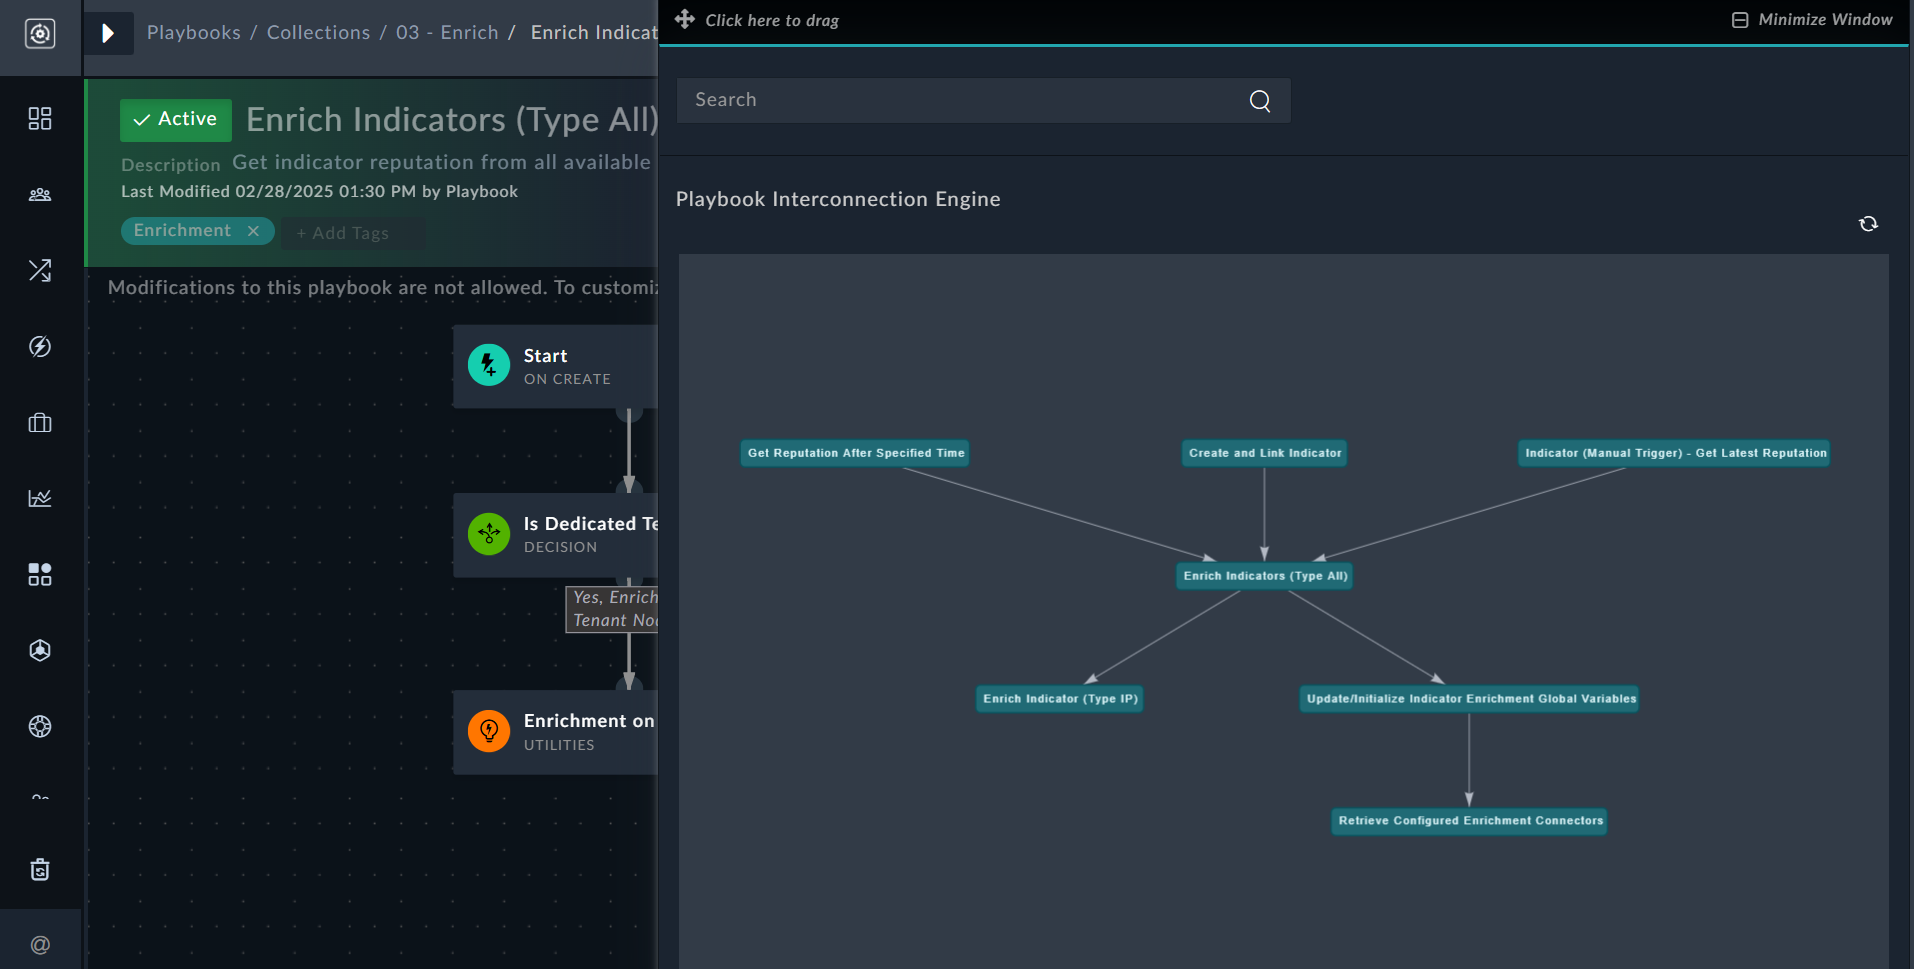 Playbooks / Collections / 03 - Enrich / Enrich Indicat
Active
Enrich Indicators (Type All)
Description Get indicator reputation from all available
Last Modified 02/28/2025 01:30 PM by Playbook
Enrichment ×
+ Add Tags
Modifications to this playbook are not allowed. To customiz
Start
ON CREATE
Is Dedicated Te
DECISION
Yes, Enrich
Tenant Nod
Enrichment on
UTILITIES
@
Click here to drag
Minimize Window
Search
Playbook Interconnection Engine
Get Reputation After Specified Time
Create and Link Indicator
Indicator (Manual Trigger) - Get Latest Reputation
Enrich Indicators (Type All)
Enrich Indicator (Type IP)
Update/Initialize Indicator Enrichment Global Variables
Retrieve Configured Enrichment Connectors